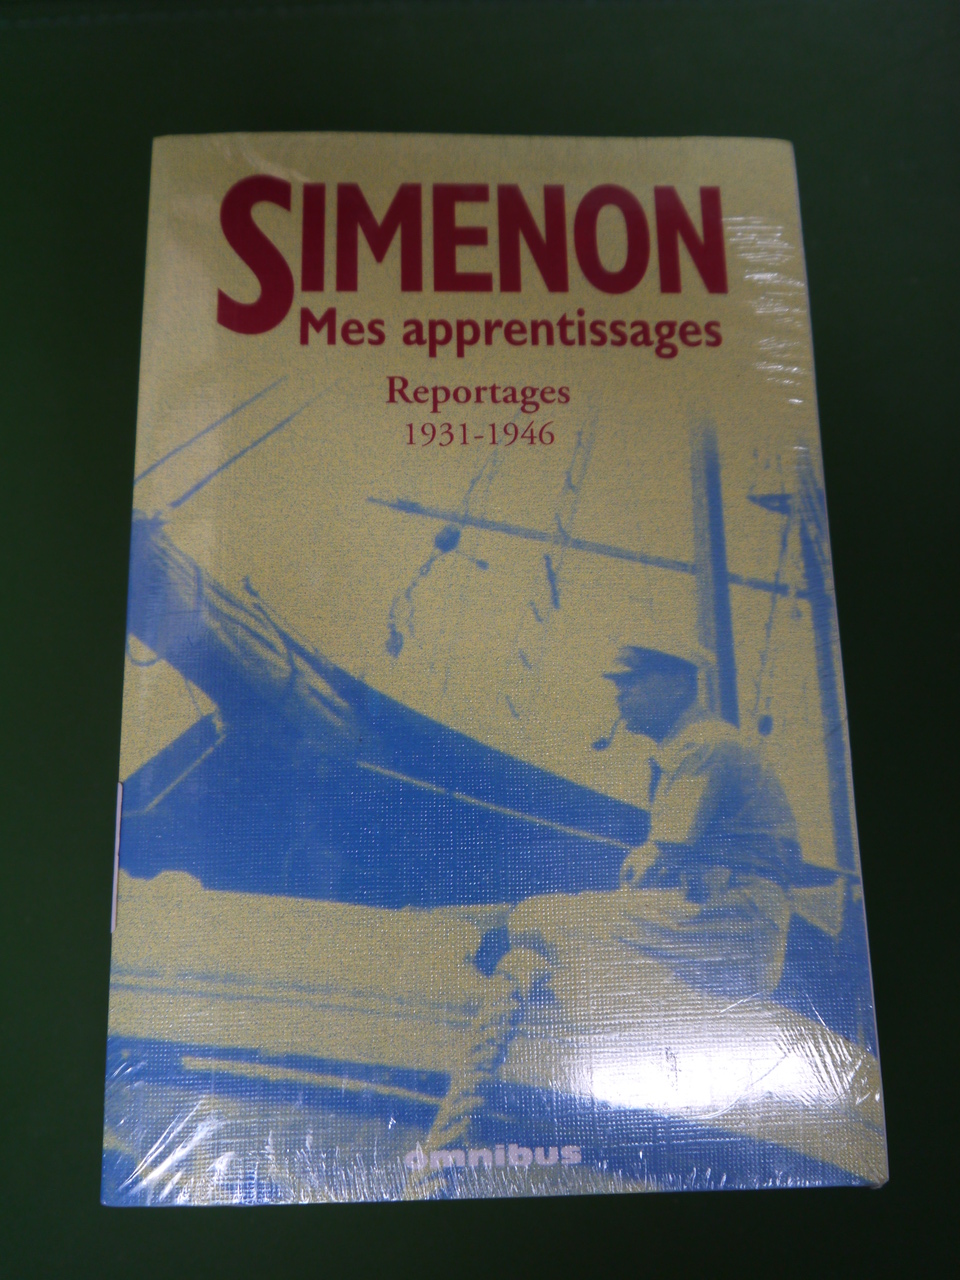 SIMENON
Mes apprentissages
Reportages
1931-1946
omnibus